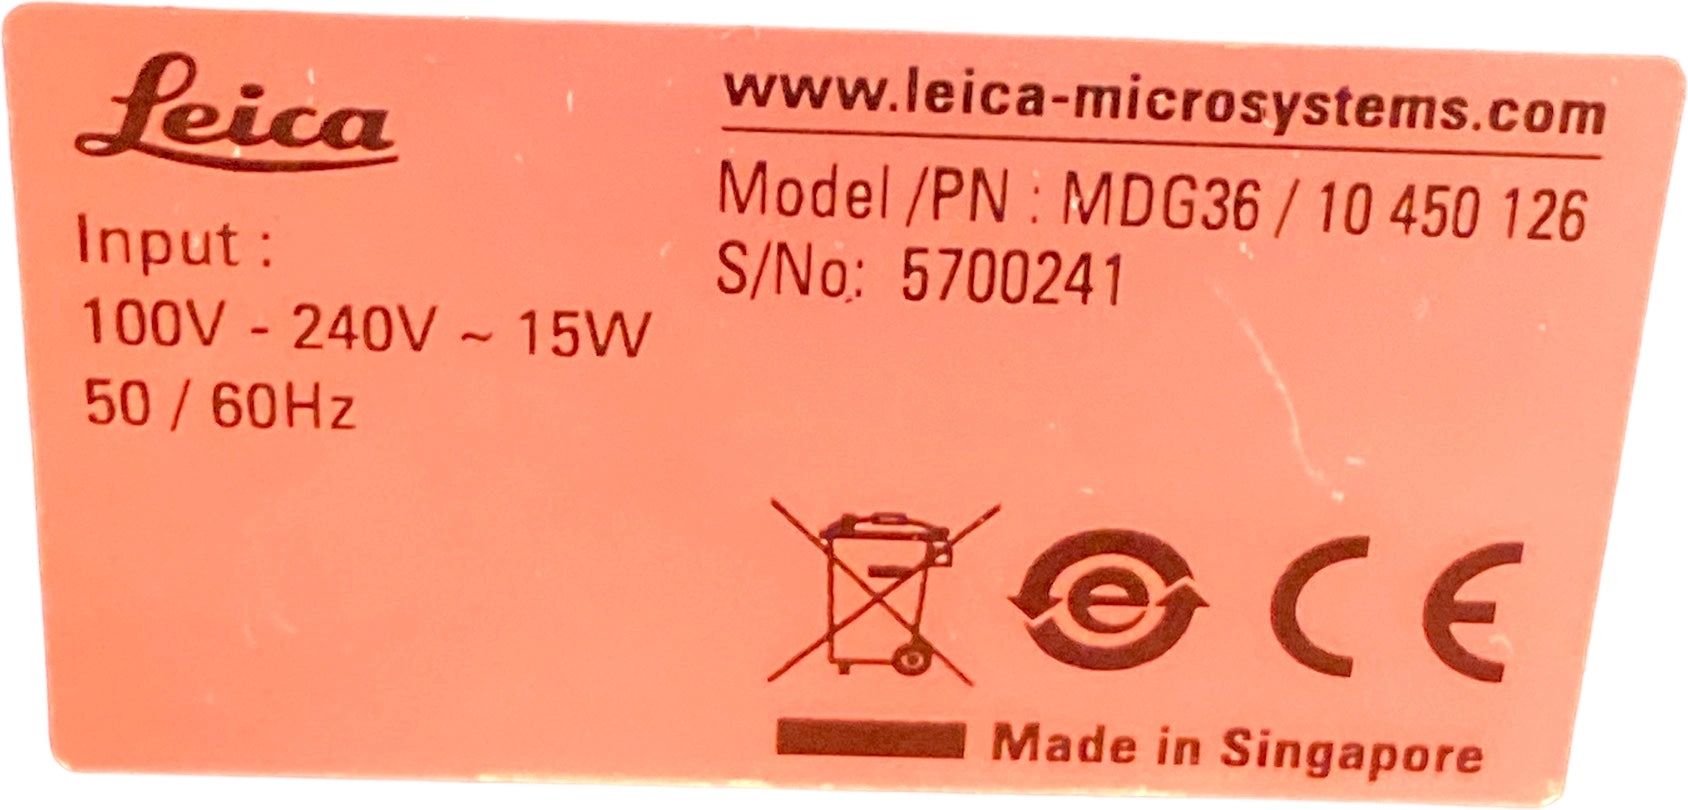 Leica
Input :
100V - 240V ~ 15W
50 / 60Hz
www.leica-microsystems.com
Model /PN : MDG36 / 10 450 126
S/No: 5700241
e
CE
Made in Singapore